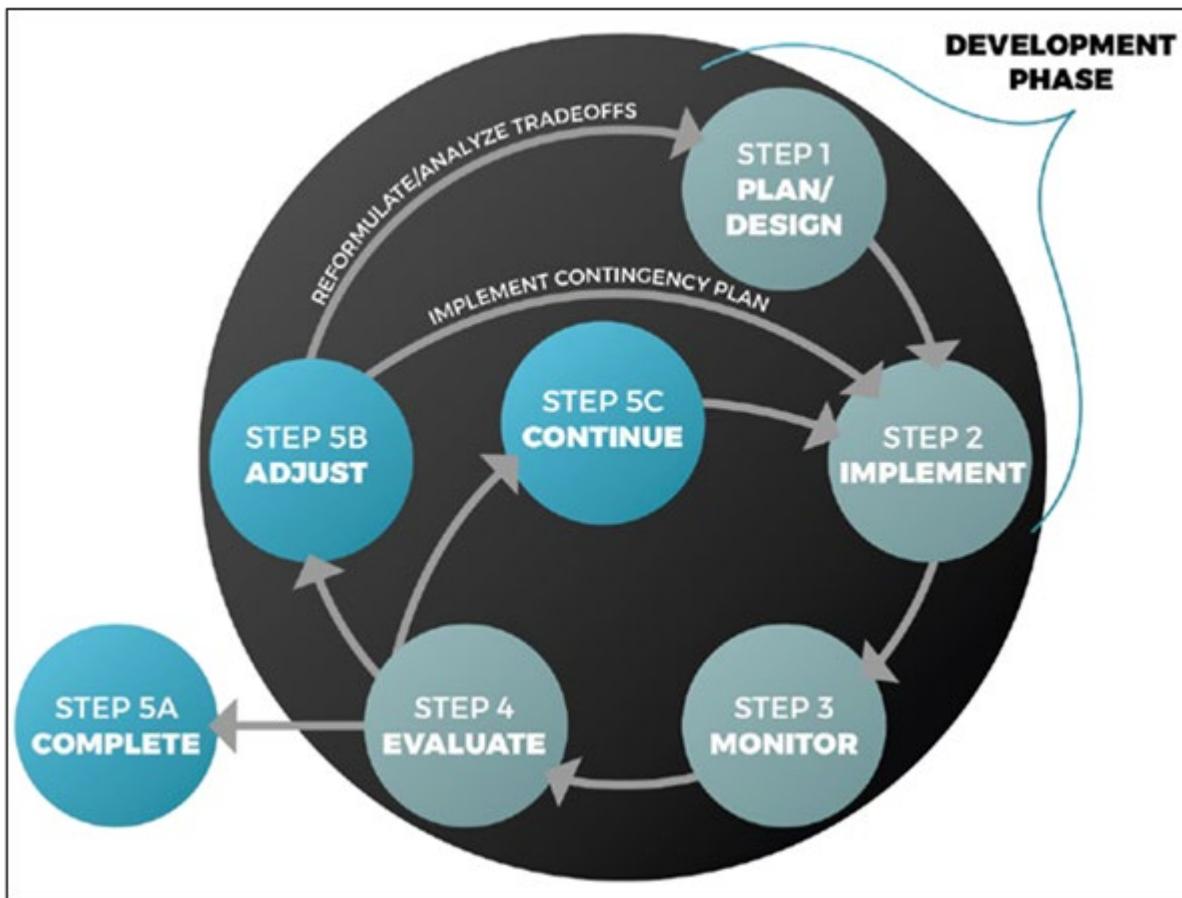 DEVELOPMENT
PHASE
REFORMULATE/ANALYZE TRADEOFFS
STEP 1
PLAN/
DESIGN
IMPLEMENT CONTINGENCY PLAN
STEP 5B
ADJUST
STEP 5C
CONTINUE
STEP 2
IMPLEMENT
STEP 5A
COMPLETE
STEP 4
EVALUATE
STEP 3
MONITOR